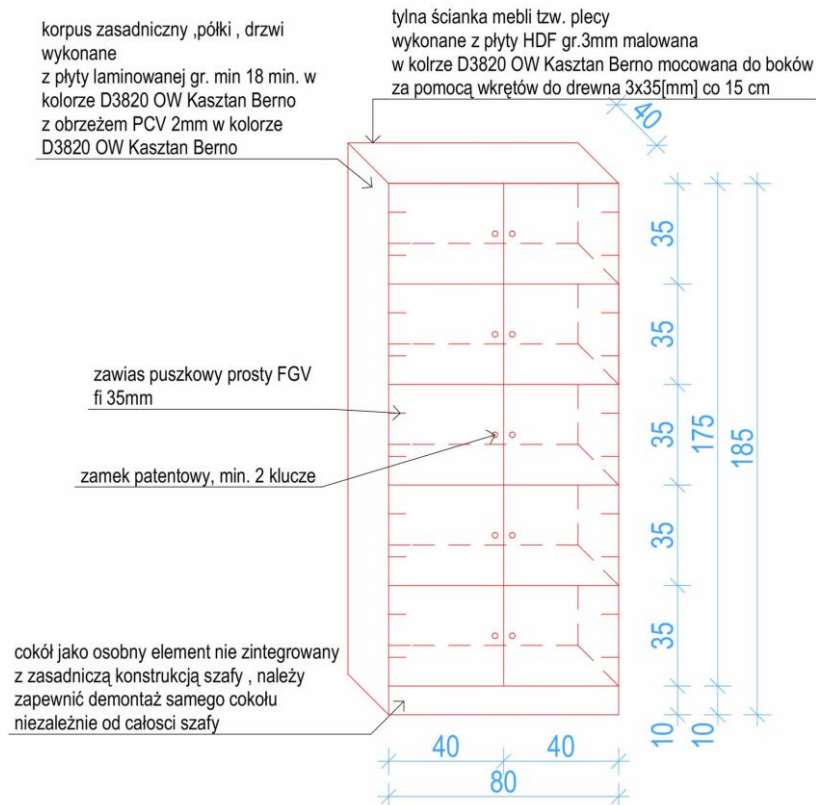 korpus zasadniczy ,półki , drzwi
wykonane
z płyty laminowanej gr. min 18 min. w
kolorze D3820 OW Kasztan Berno
z obrzeżem PCV 2mm w kolorze
D3820 OW Kasztan Berno
tylna ścianka mebli tzw. plecy
wykonane z płyty HDF gr.3mm malowana
w kolrze D3820 OW Kasztan Berno mocowana do boków
za pomocą wkrętów do drewna 3x35[mm] co 15 cm
40
35
35
35
35
35
175
185
zawias puszkowy prosty FGV
fi 35mm
zamek patentowy, min. 2 klucze
cokół jako osobny element nie zintegrowany
z zasadniczą konstrukcją szafy , należy
zapewnić demontaż samego cokołu
niezależnie od całosci szafy
10
10
40
40
80